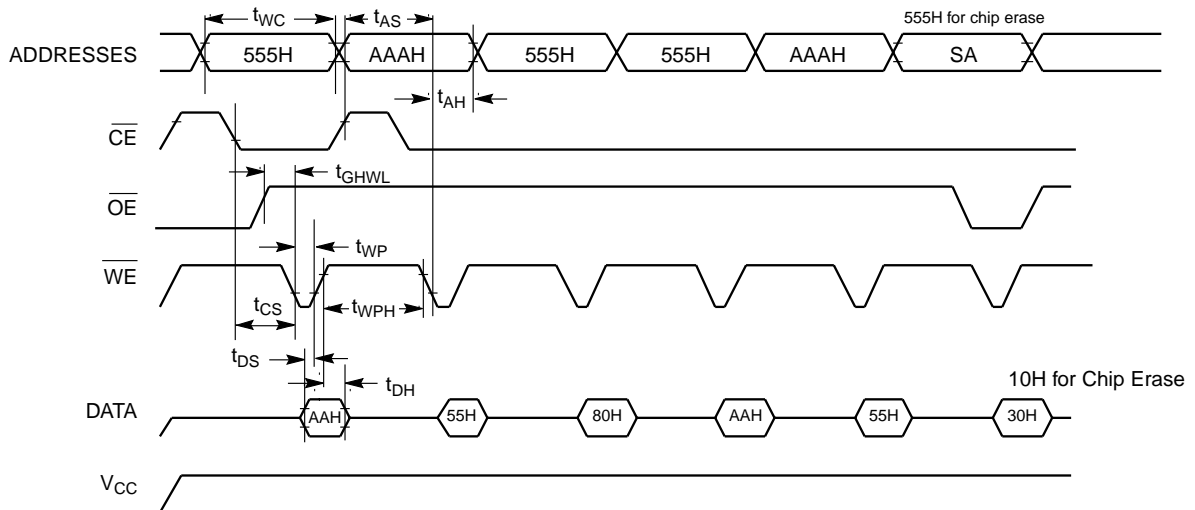 tWC tAS 555H for chip erase
ADDRESSES 555H AAAH 555H 555H AAAH SA
tAH
CE
tGHWL
OE
tWP
WE
tCS tWPH
tDS
tDH 10H for Chip Erase
DATA AAH 55H 80H AAH 55H 30H
VCC